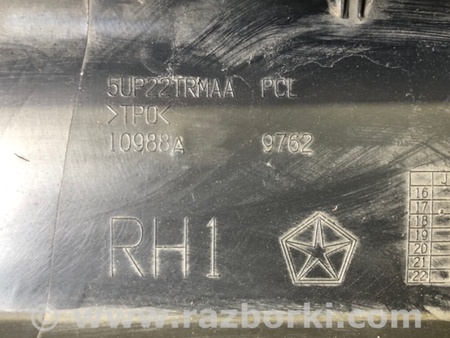 5UP22TRMAA PCL
>TPO<
10988A 9762
J
16
17
18
19
20
21
22
RH1
© www.razborki.com